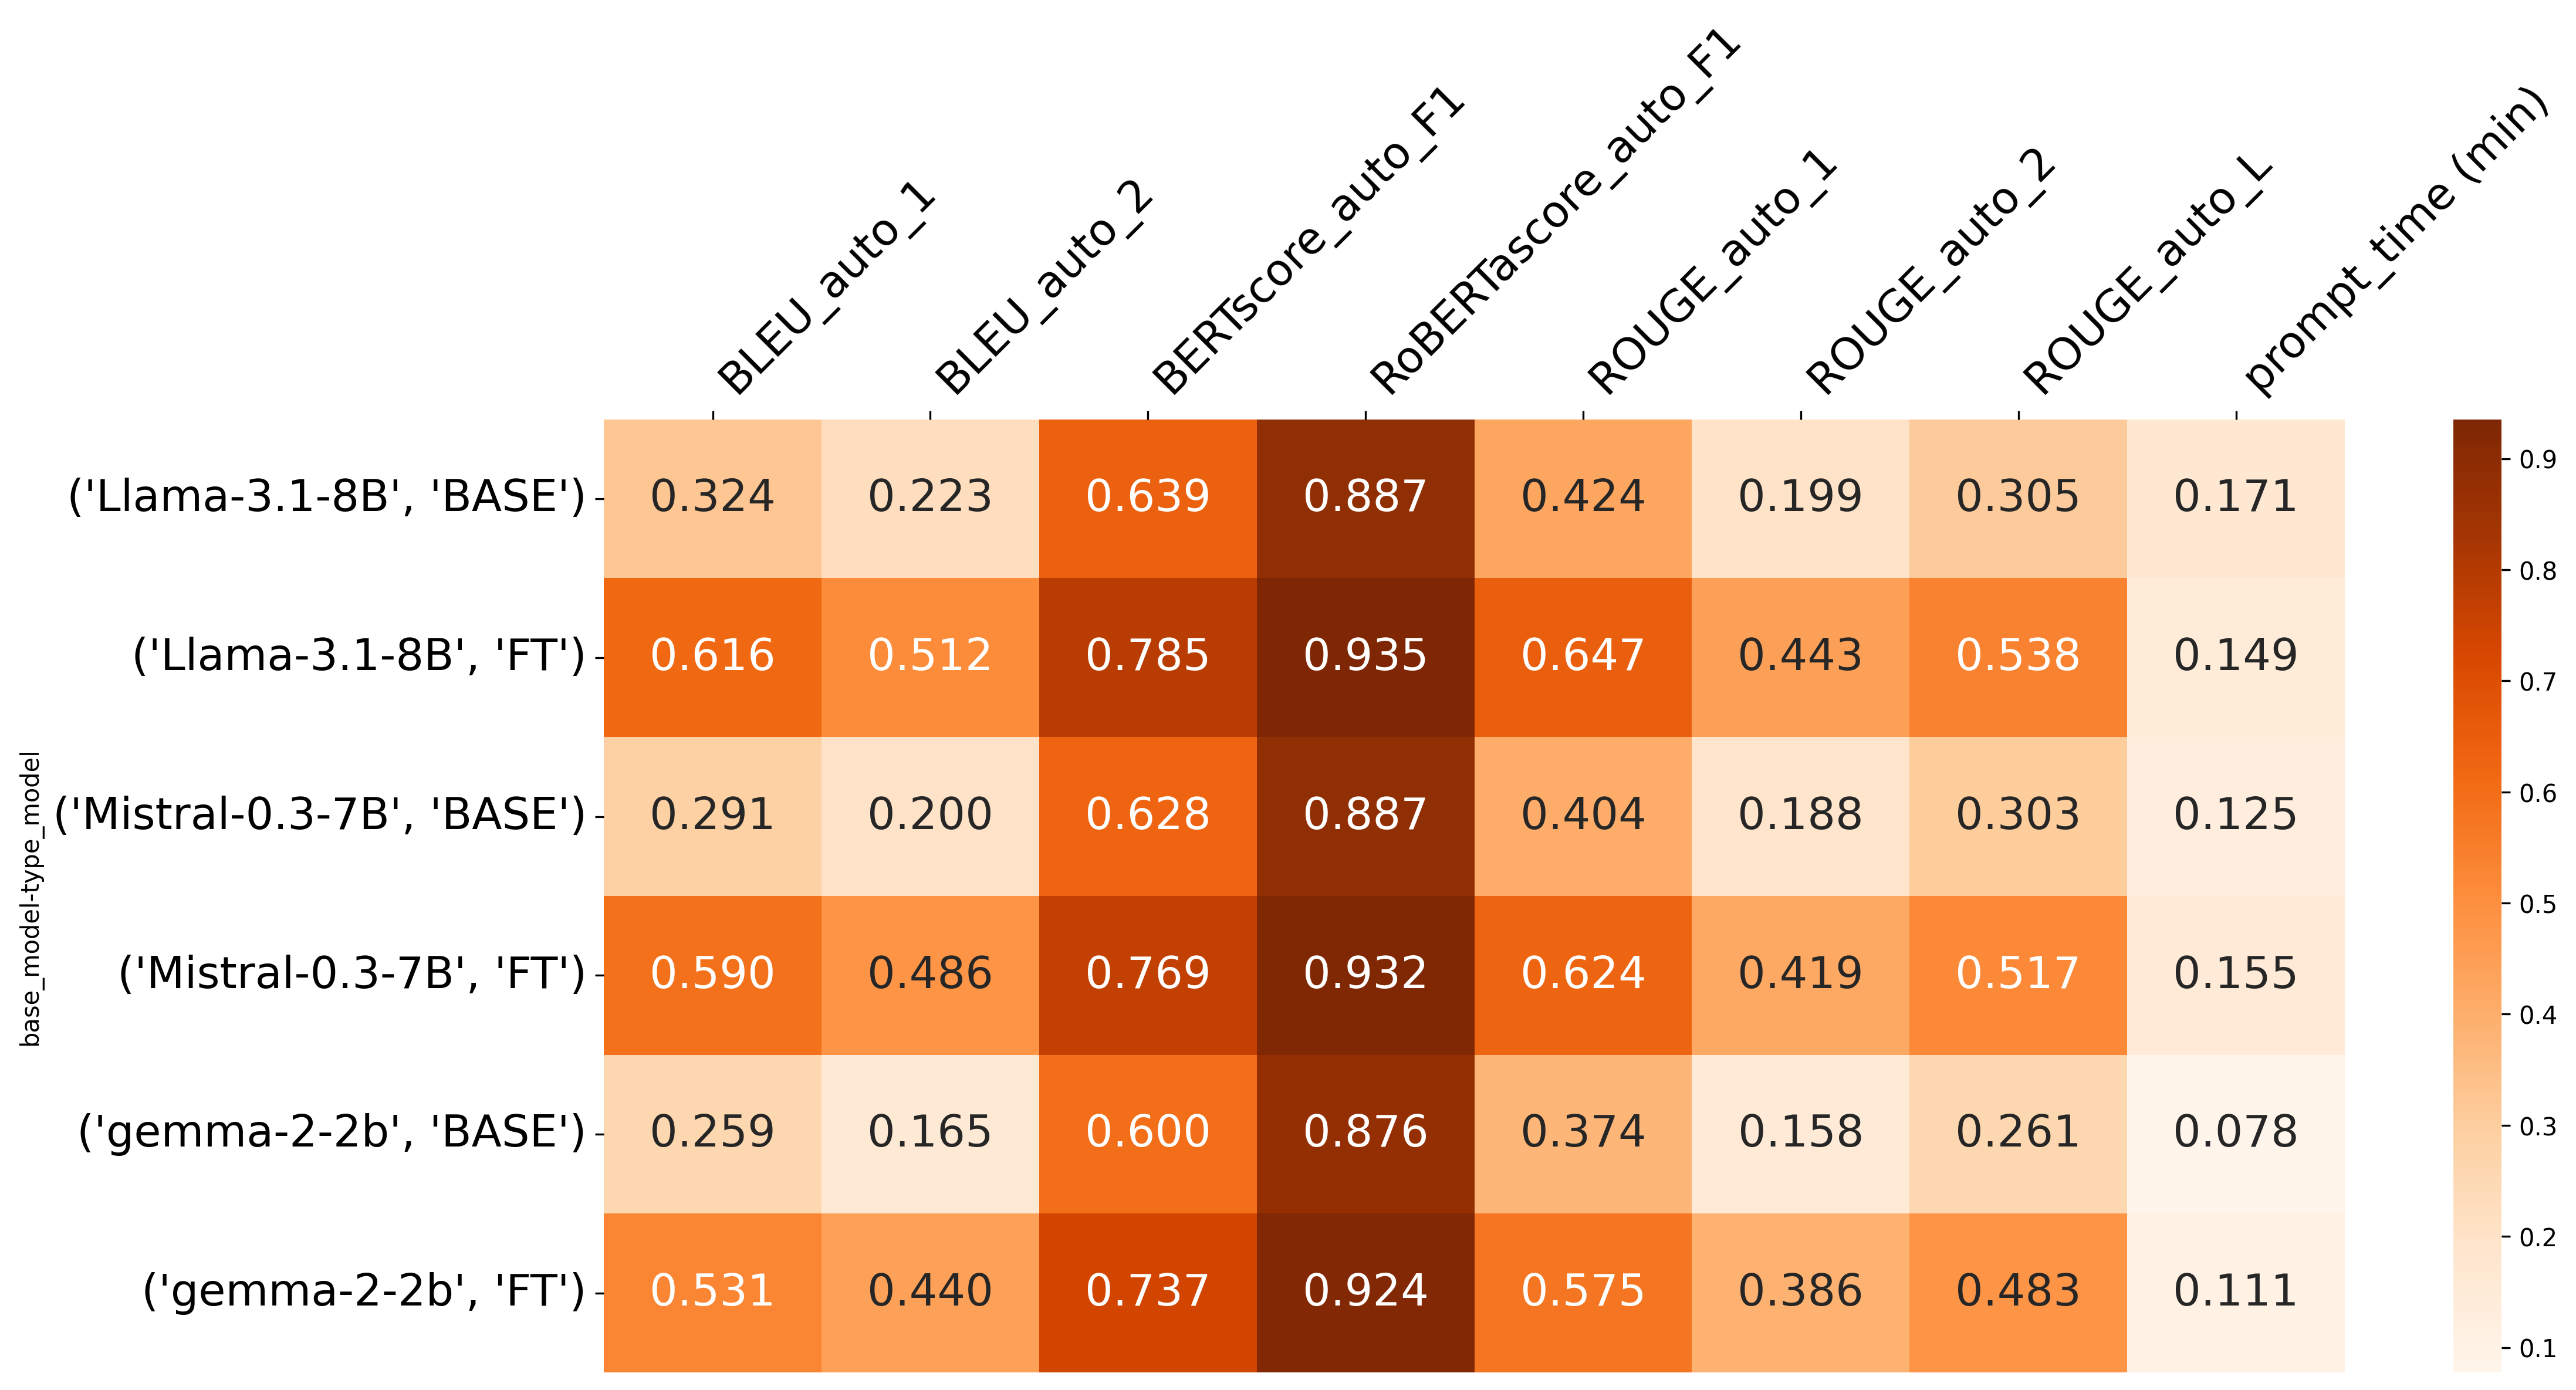 BLEU_auto_1
BLEU_auto_2
BERTscore_auto_F1
RoBERTascore_auto_F1
ROUGE_auto_1
ROUGE_auto_2
ROUGE_auto_L
prompt_time (min)
base_model-type_model
('Llama-3.1-8B', 'BASE') 0.324 0.223 0.639 0.887 0.424 0.199 0.305 0.171
('Llama-3.1-8B', 'FT') 0.616 0.512 0.785 0.935 0.647 0.443 0.538 0.149
('Mistral-0.3-7B', 'BASE') 0.291 0.200 0.628 0.887 0.404 0.188 0.303 0.125
('Mistral-0.3-7B', 'FT') 0.590 0.486 0.769 0.932 0.624 0.419 0.517 0.155
('gemma-2-2b', 'BASE') 0.259 0.165 0.600 0.876 0.374 0.158 0.261 0.078
('gemma-2-2b', 'FT') 0.531 0.440 0.737 0.924 0.575 0.386 0.483 0.111
0.9
0.8
0.7
0.6
0.5
0.4
0.3
0.2
0.1